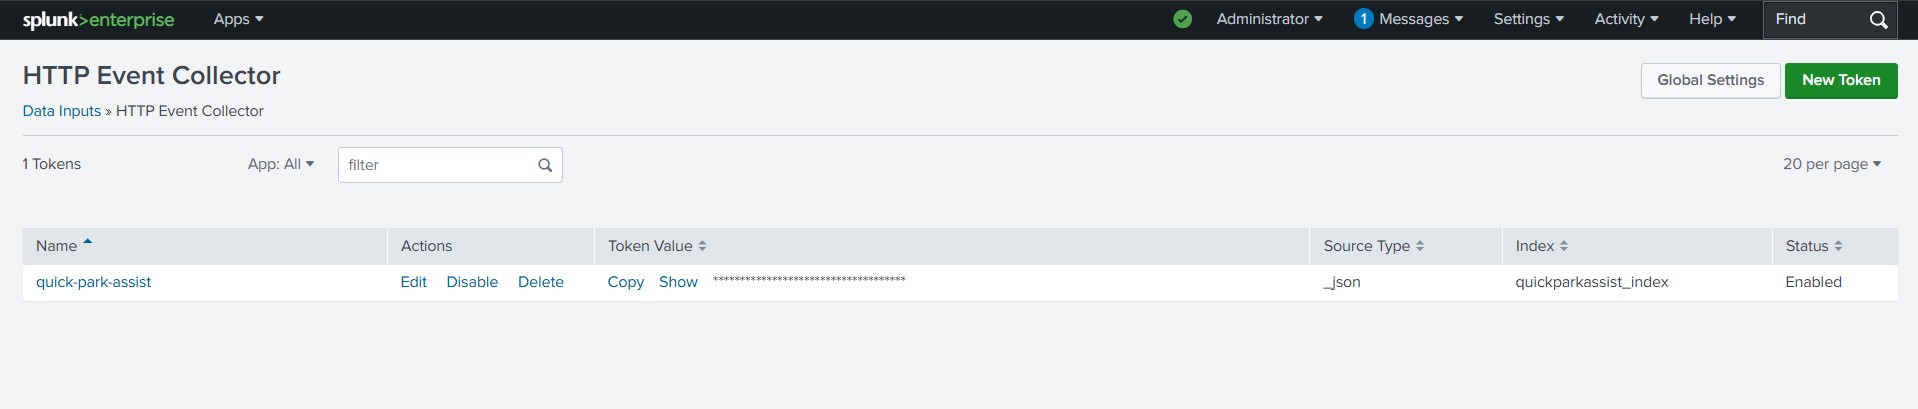 splunk>enterprise Apps Administrator 1 Messages Settings Activity Help Find
HTTP Event Collector
Global Settings New Token
Data Inputs » HTTP Event Collector
1 Tokens App: All filter 20 per page
Name Actions Token Value Source Type Index Status
quick-park-assist Edit Disable Delete Copy Show ************************************ _json quickparkassist_index Enabled